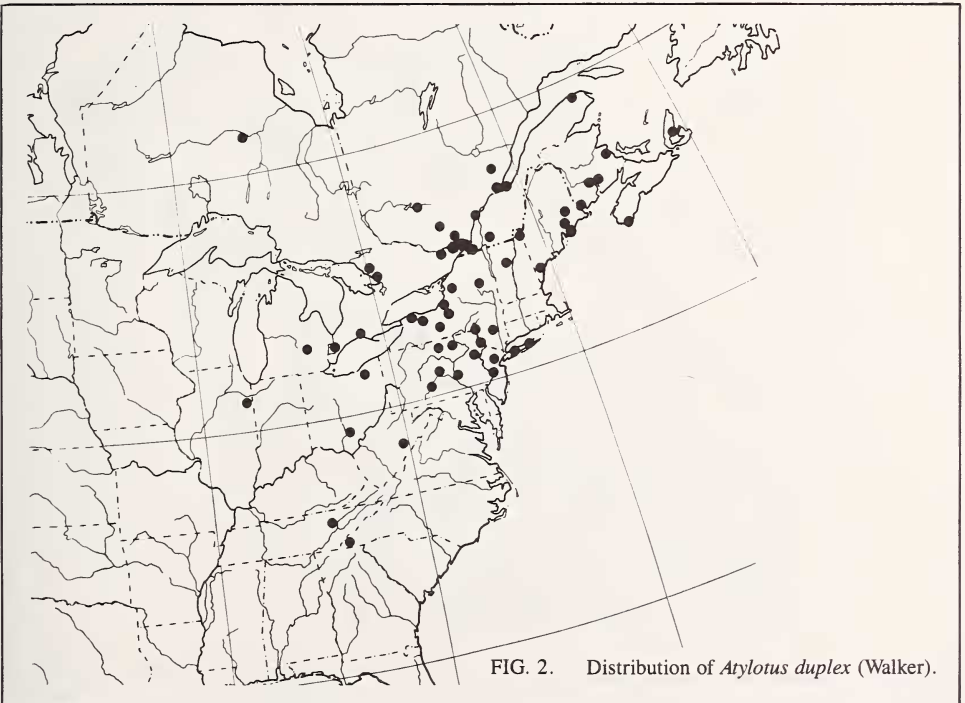 FIG. 2. Distribution of Atylotus duplex (Walker).